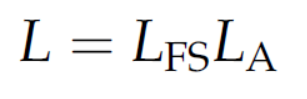 L = L_FS L_A